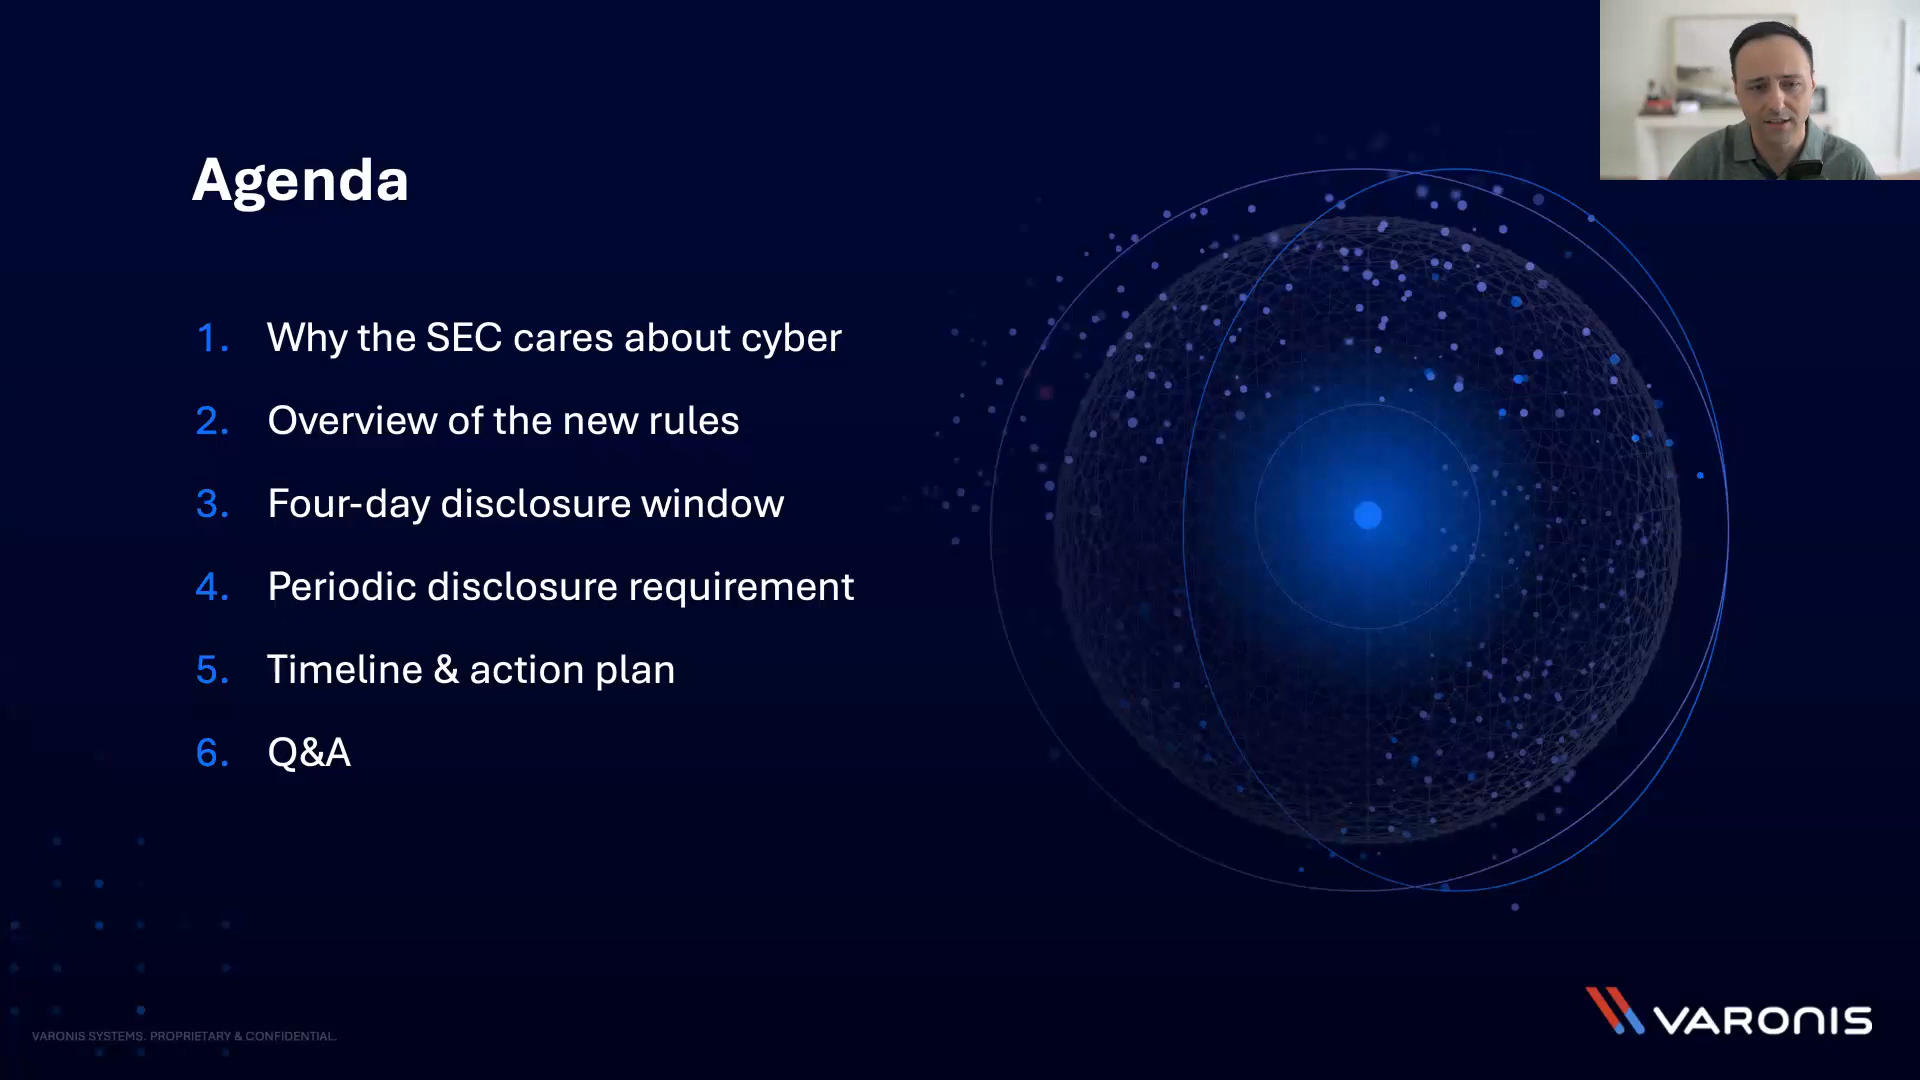 Agenda
1. Why the SEC cares about cyber
2. Overview of the new rules
3. Four-day disclosure window
4. Periodic disclosure requirement
5. Timeline & action plan
6. Q&A
VARONIS SYSTEMS. PROPRIETARY & CONFIDENTIAL.
VARONIS